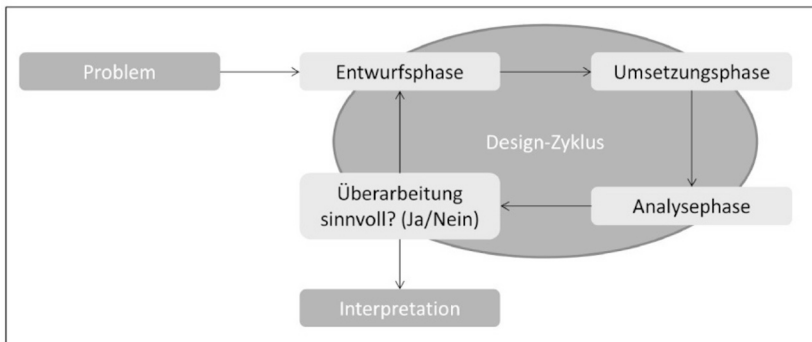 Problem
Entwurfsphase
Umsetzungsphase
Design-Zyklus
Überarbeitung
sinnvoll? (Ja/Nein)
Analysephase
Interpretation